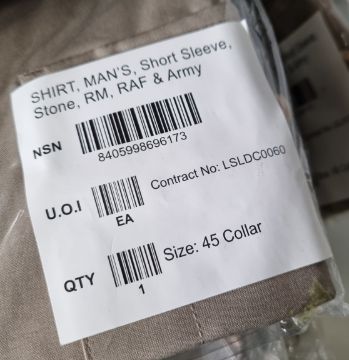 SHIRT, MAN'S, Short Sleeve,
Stone, RM, RAF & Army
NSN
8405998696173
Contract No: LSLDC0060
U.O.I
EA
Size: 45 Collar
QTY
1